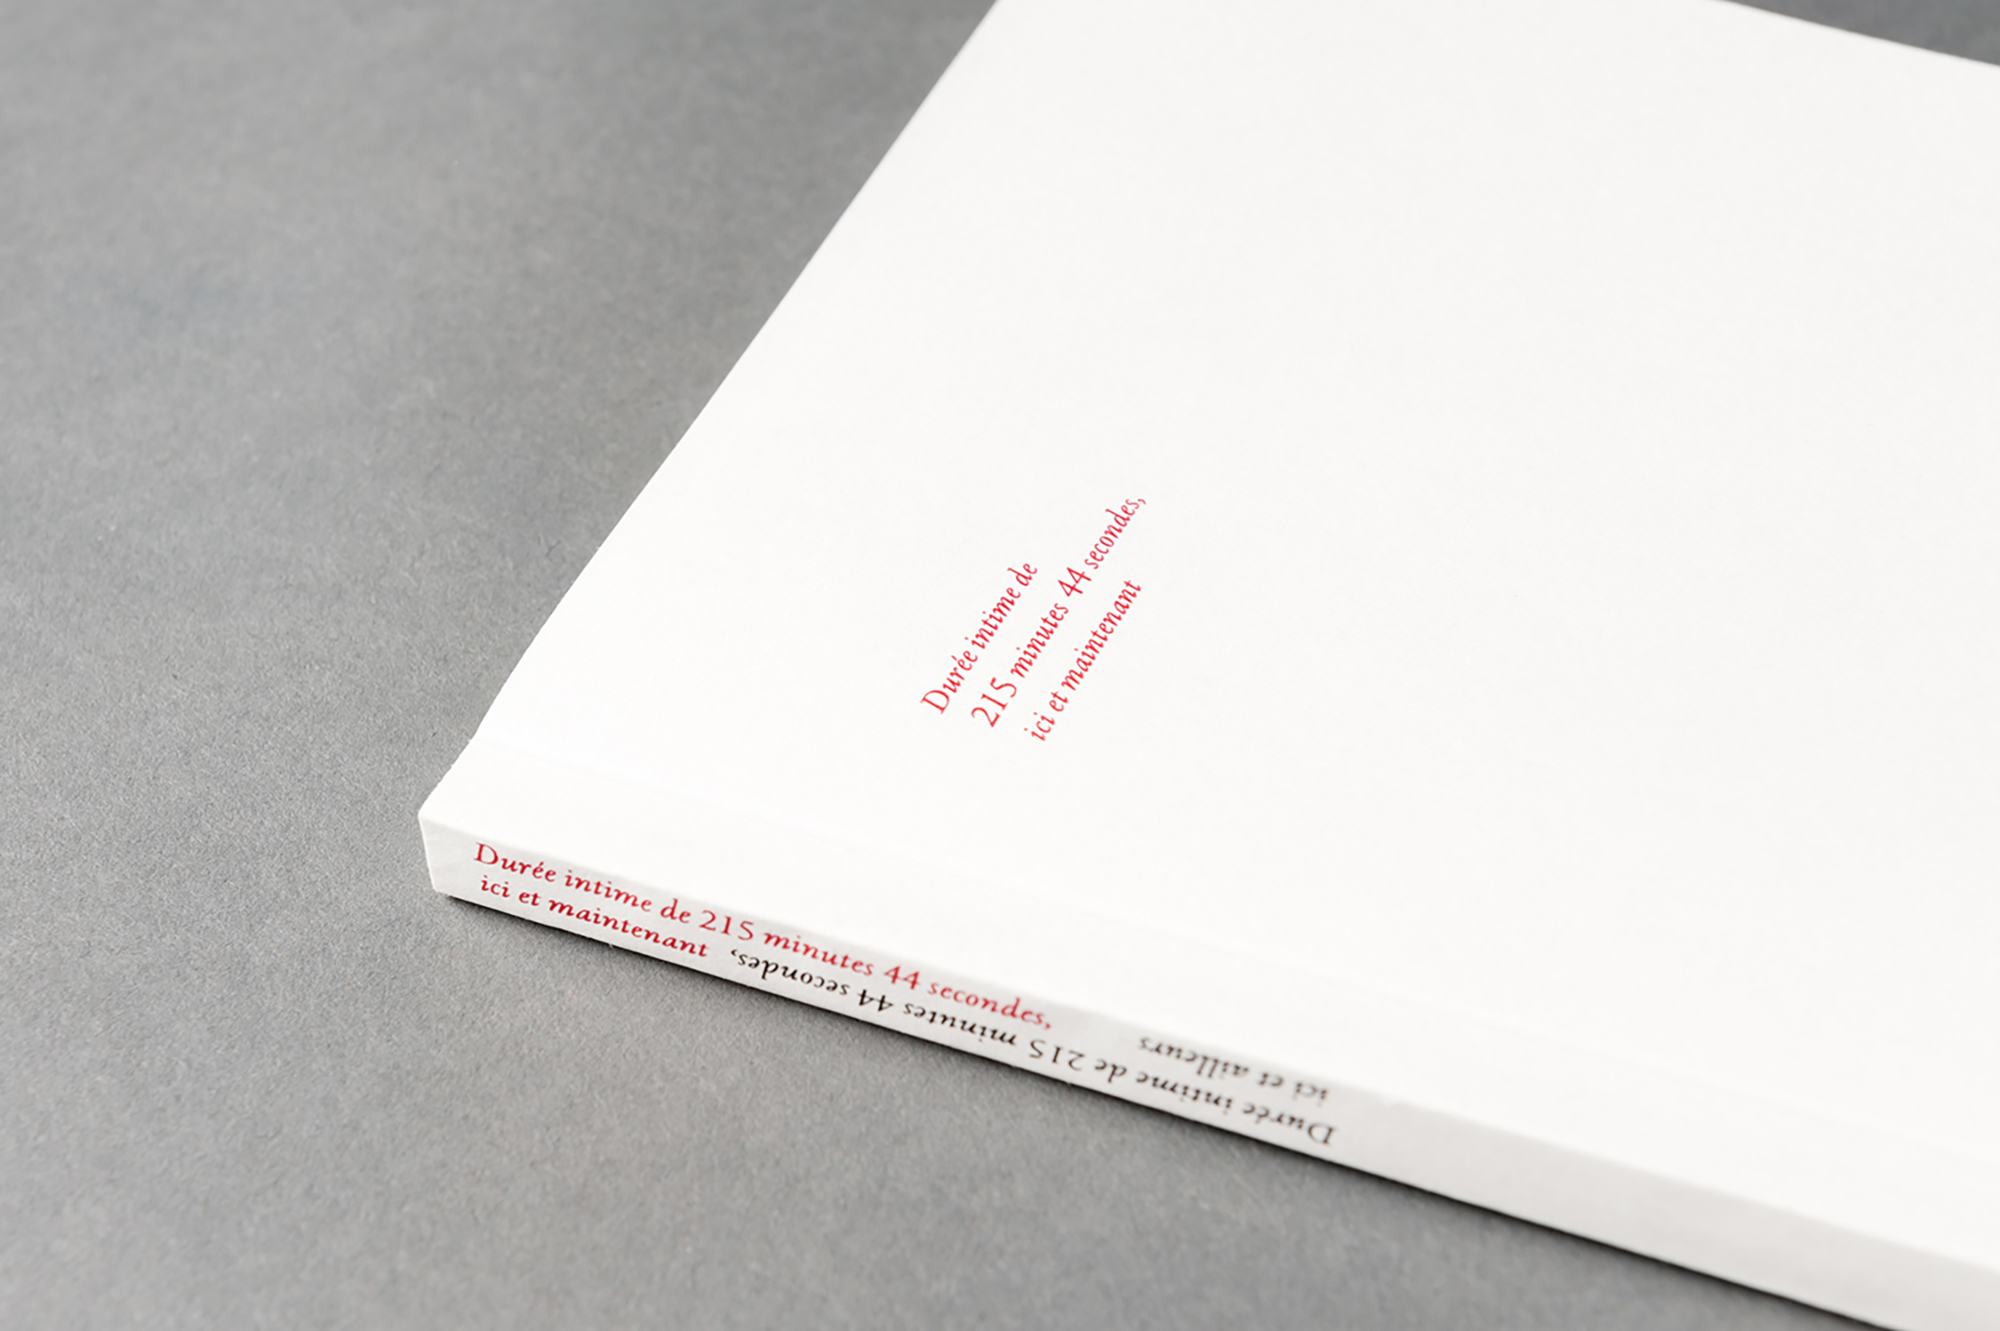 Durée intime de
215 minutes 44 secondes,
ici et maintenant
Durée intime de 215 minutes 44 secondes,
ici et maintenant
Durée intime de 215 minutes 44 secondes,
ici et ailleurs